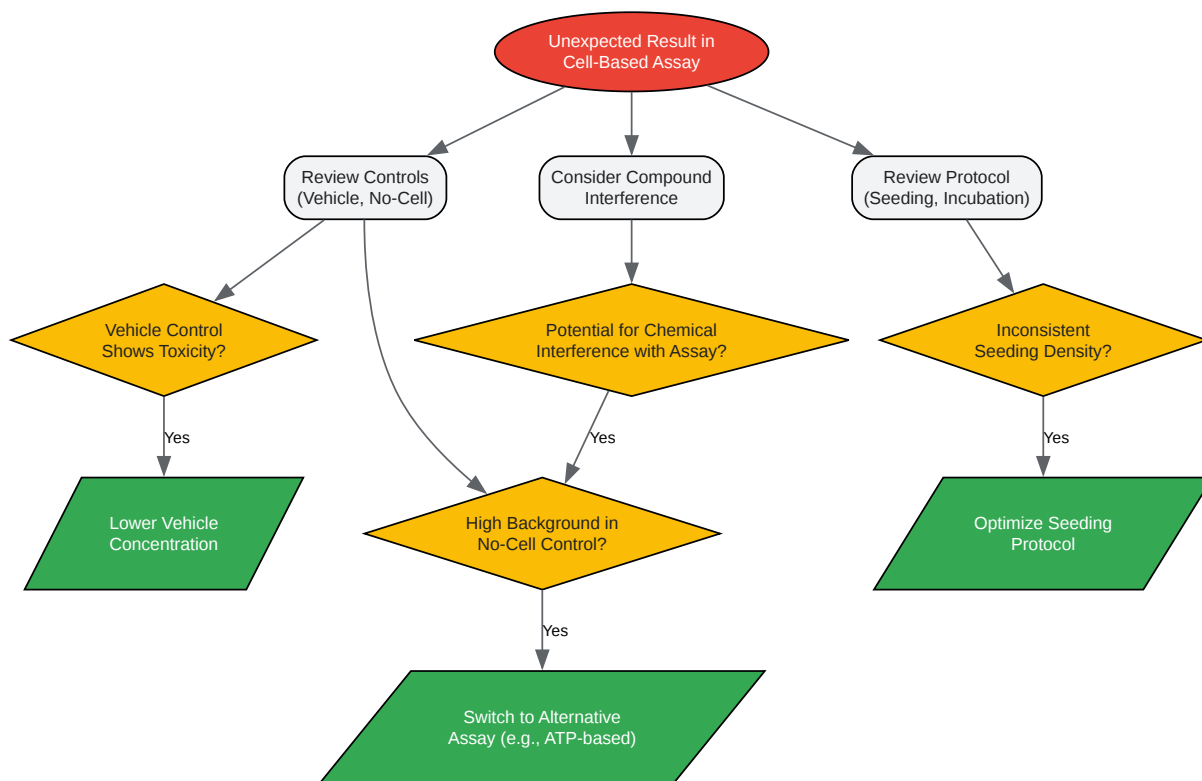 Unexpected Result in
Cell-Based Assay
Review Controls
(Vehicle, No-Cell)
Consider Compound
Interference
Review Protocol
(Seeding, Incubation)
Vehicle Control
Shows Toxicity?
Potential for Chemical
Interference with Assay?
Inconsistent
Seeding Density?
Yes
Yes
Yes
Lower Vehicle
Concentration
High Background in
No-Cell Control?
Optimize Seeding
Protocol
Yes
Switch to Alternative
Assay (e.g., ATP-based)